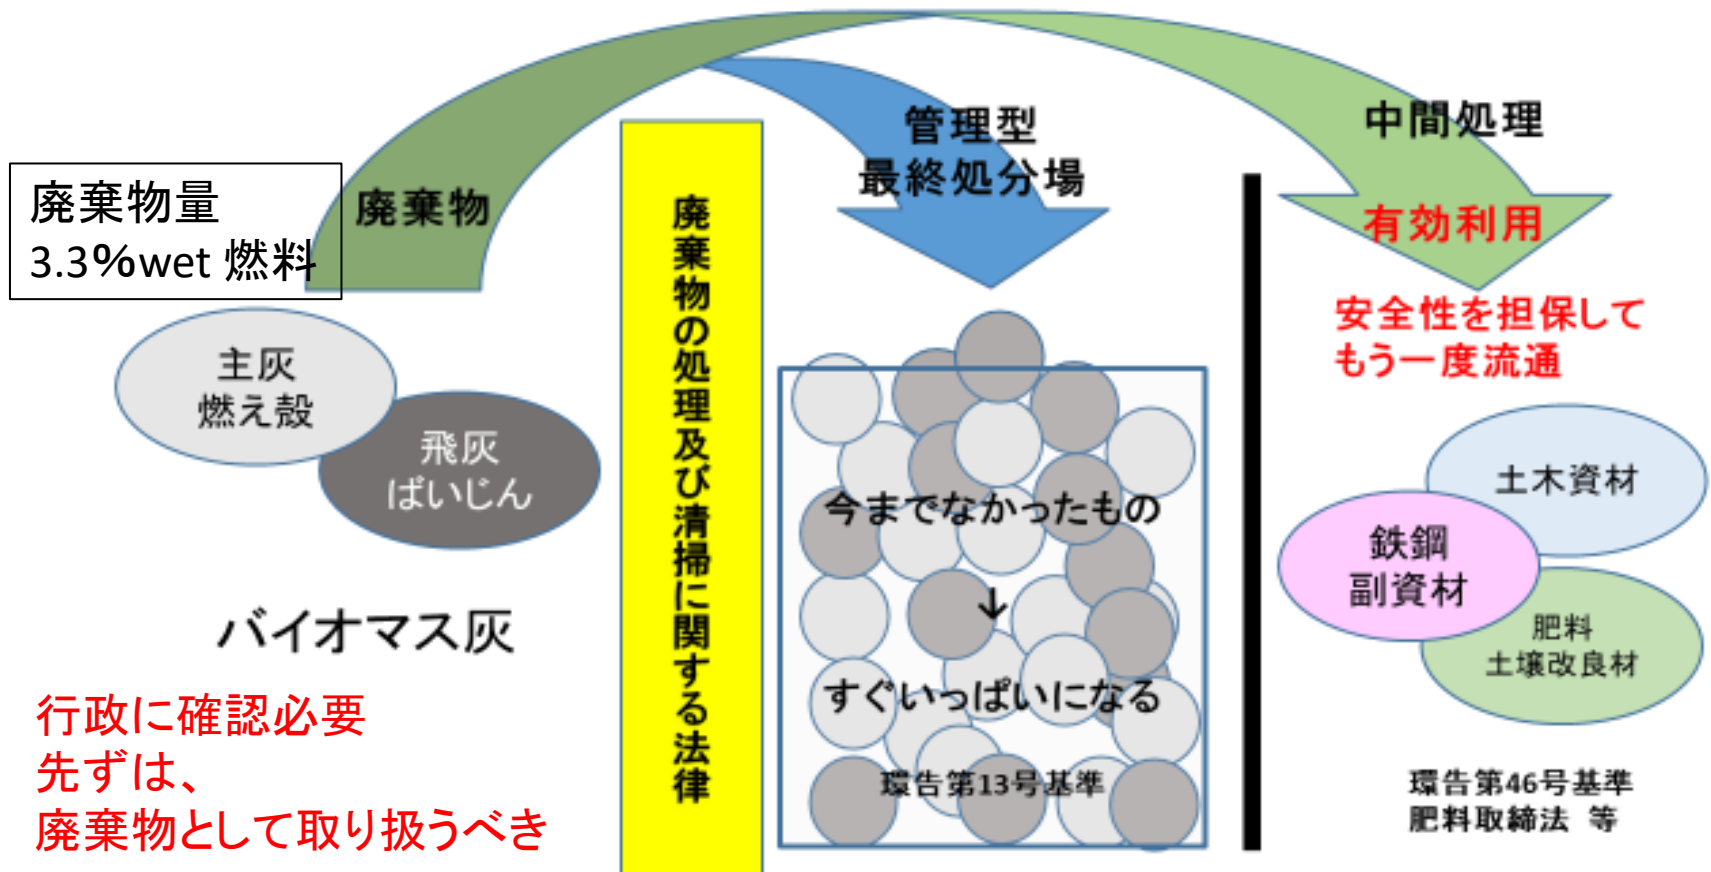 廃棄物量
3.3%wet 燃料
廃棄物
主灰
燃え殻
飛灰
ばいじん
バイオマス灰
行政に確認必要
先ずは、
廃棄物として取り扱うべき
廃棄物の処理及び清掃に関する法律
管理型
最終処分場
今までなかったもの
↓
すぐいっぱいになる
環告第13号基準
中間処理
有効利用
安全性を担保して
もう一度流通
土木資材
鉄鋼
副資材
肥料
土壌改良材
環告第46号基準
肥料取締法 等